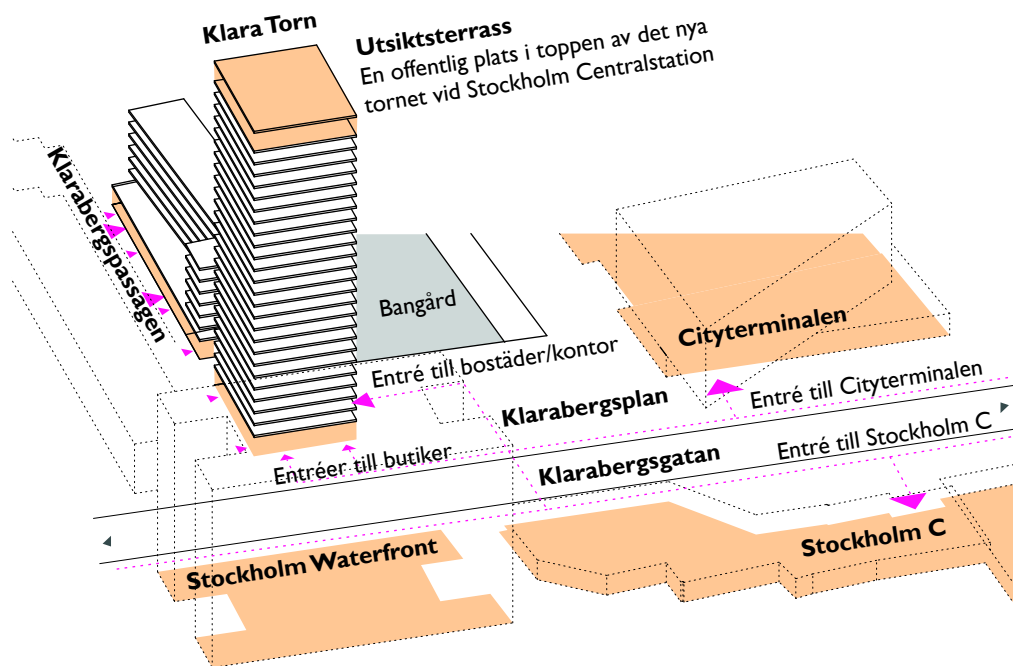 Klara Torn
Utsiktsterrass
En offentlig plats i toppen av det nya
tornet vid Stockholm Centralstation
Klarabergspassagen
Bangård
Cityterminalen
Entré till bostäder/kontor
Entré till Cityterminalen
Klarabergsplan
Entré till Stockholm C
Entréer till butiker
Klarabergsgatan
Stockholm Waterfront
Stockholm C